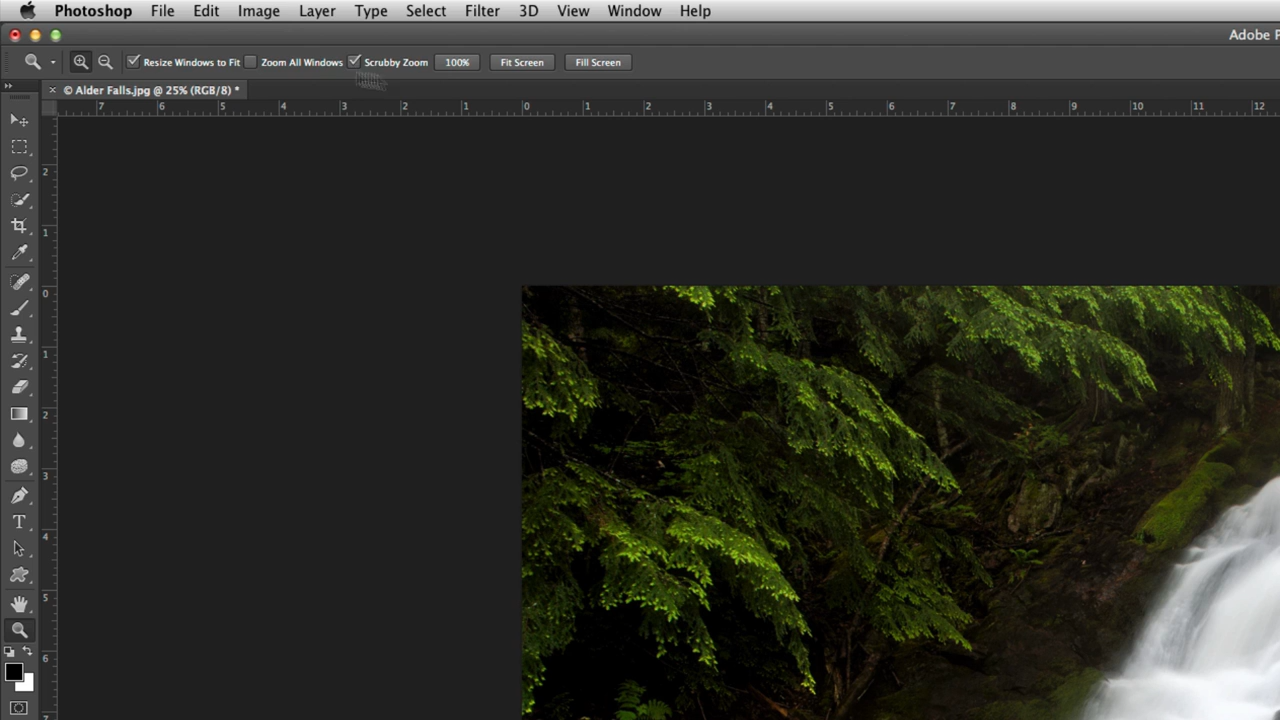 Photoshop File Edit Image Layer Type Select Filter 3D View Window Help
Adobe P
Resize Windows to Fit Zoom All Windows Scrubby Zoom 100% Fit Screen Fill Screen
× © Alder Falls.jpg @ 25% (RGB/8) *
7 6 5 4 3 2 1 0 1 2 3 4 5 6 7 8 9 10 11 12
2
1
0
1
2
3
4
5
6
T